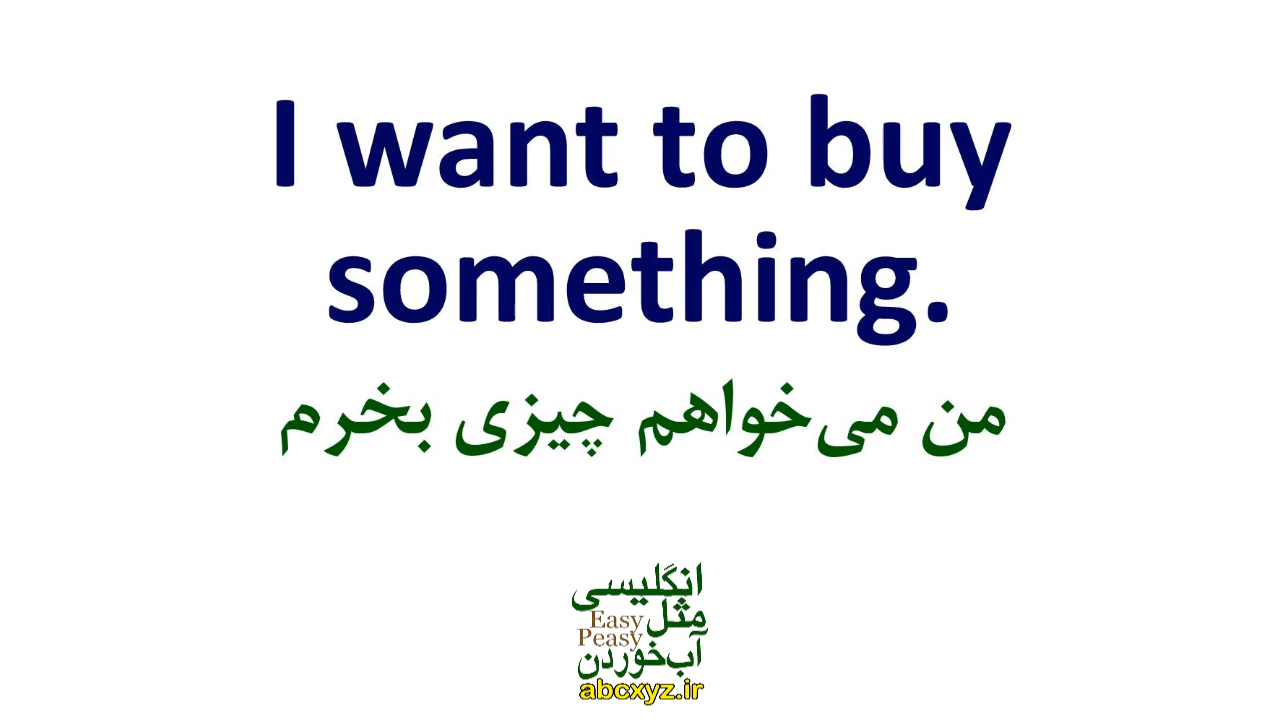 I want to buy
something.
من می‌خواهم چیزی بخرم
انگلیسی
مثل
Easy
Peasy
آب‌خوردن
abcxyz.ir